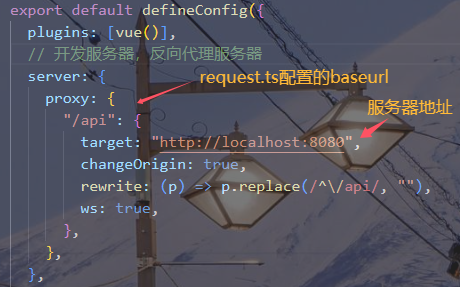 export default defineConfig({
plugins: [vue()],
// 开发服务器，反向代理服务器
server: {
request.ts配置的baseurl
proxy: {
服务器地址
"/api": {
target: "http://localhost:8080",
changeOrigin: true,
rewrite: (p) => p.replace(/^\/api/, ""),
ws: true,
},
},
},